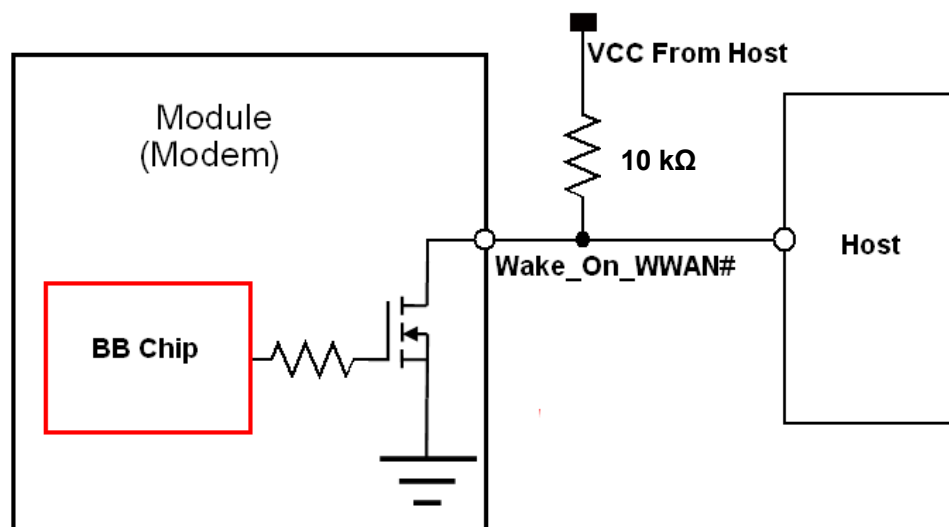 VCC From Host
Module
(Modem)
10 kΩ
Host
Wake_On_WWAN#
BB Chip